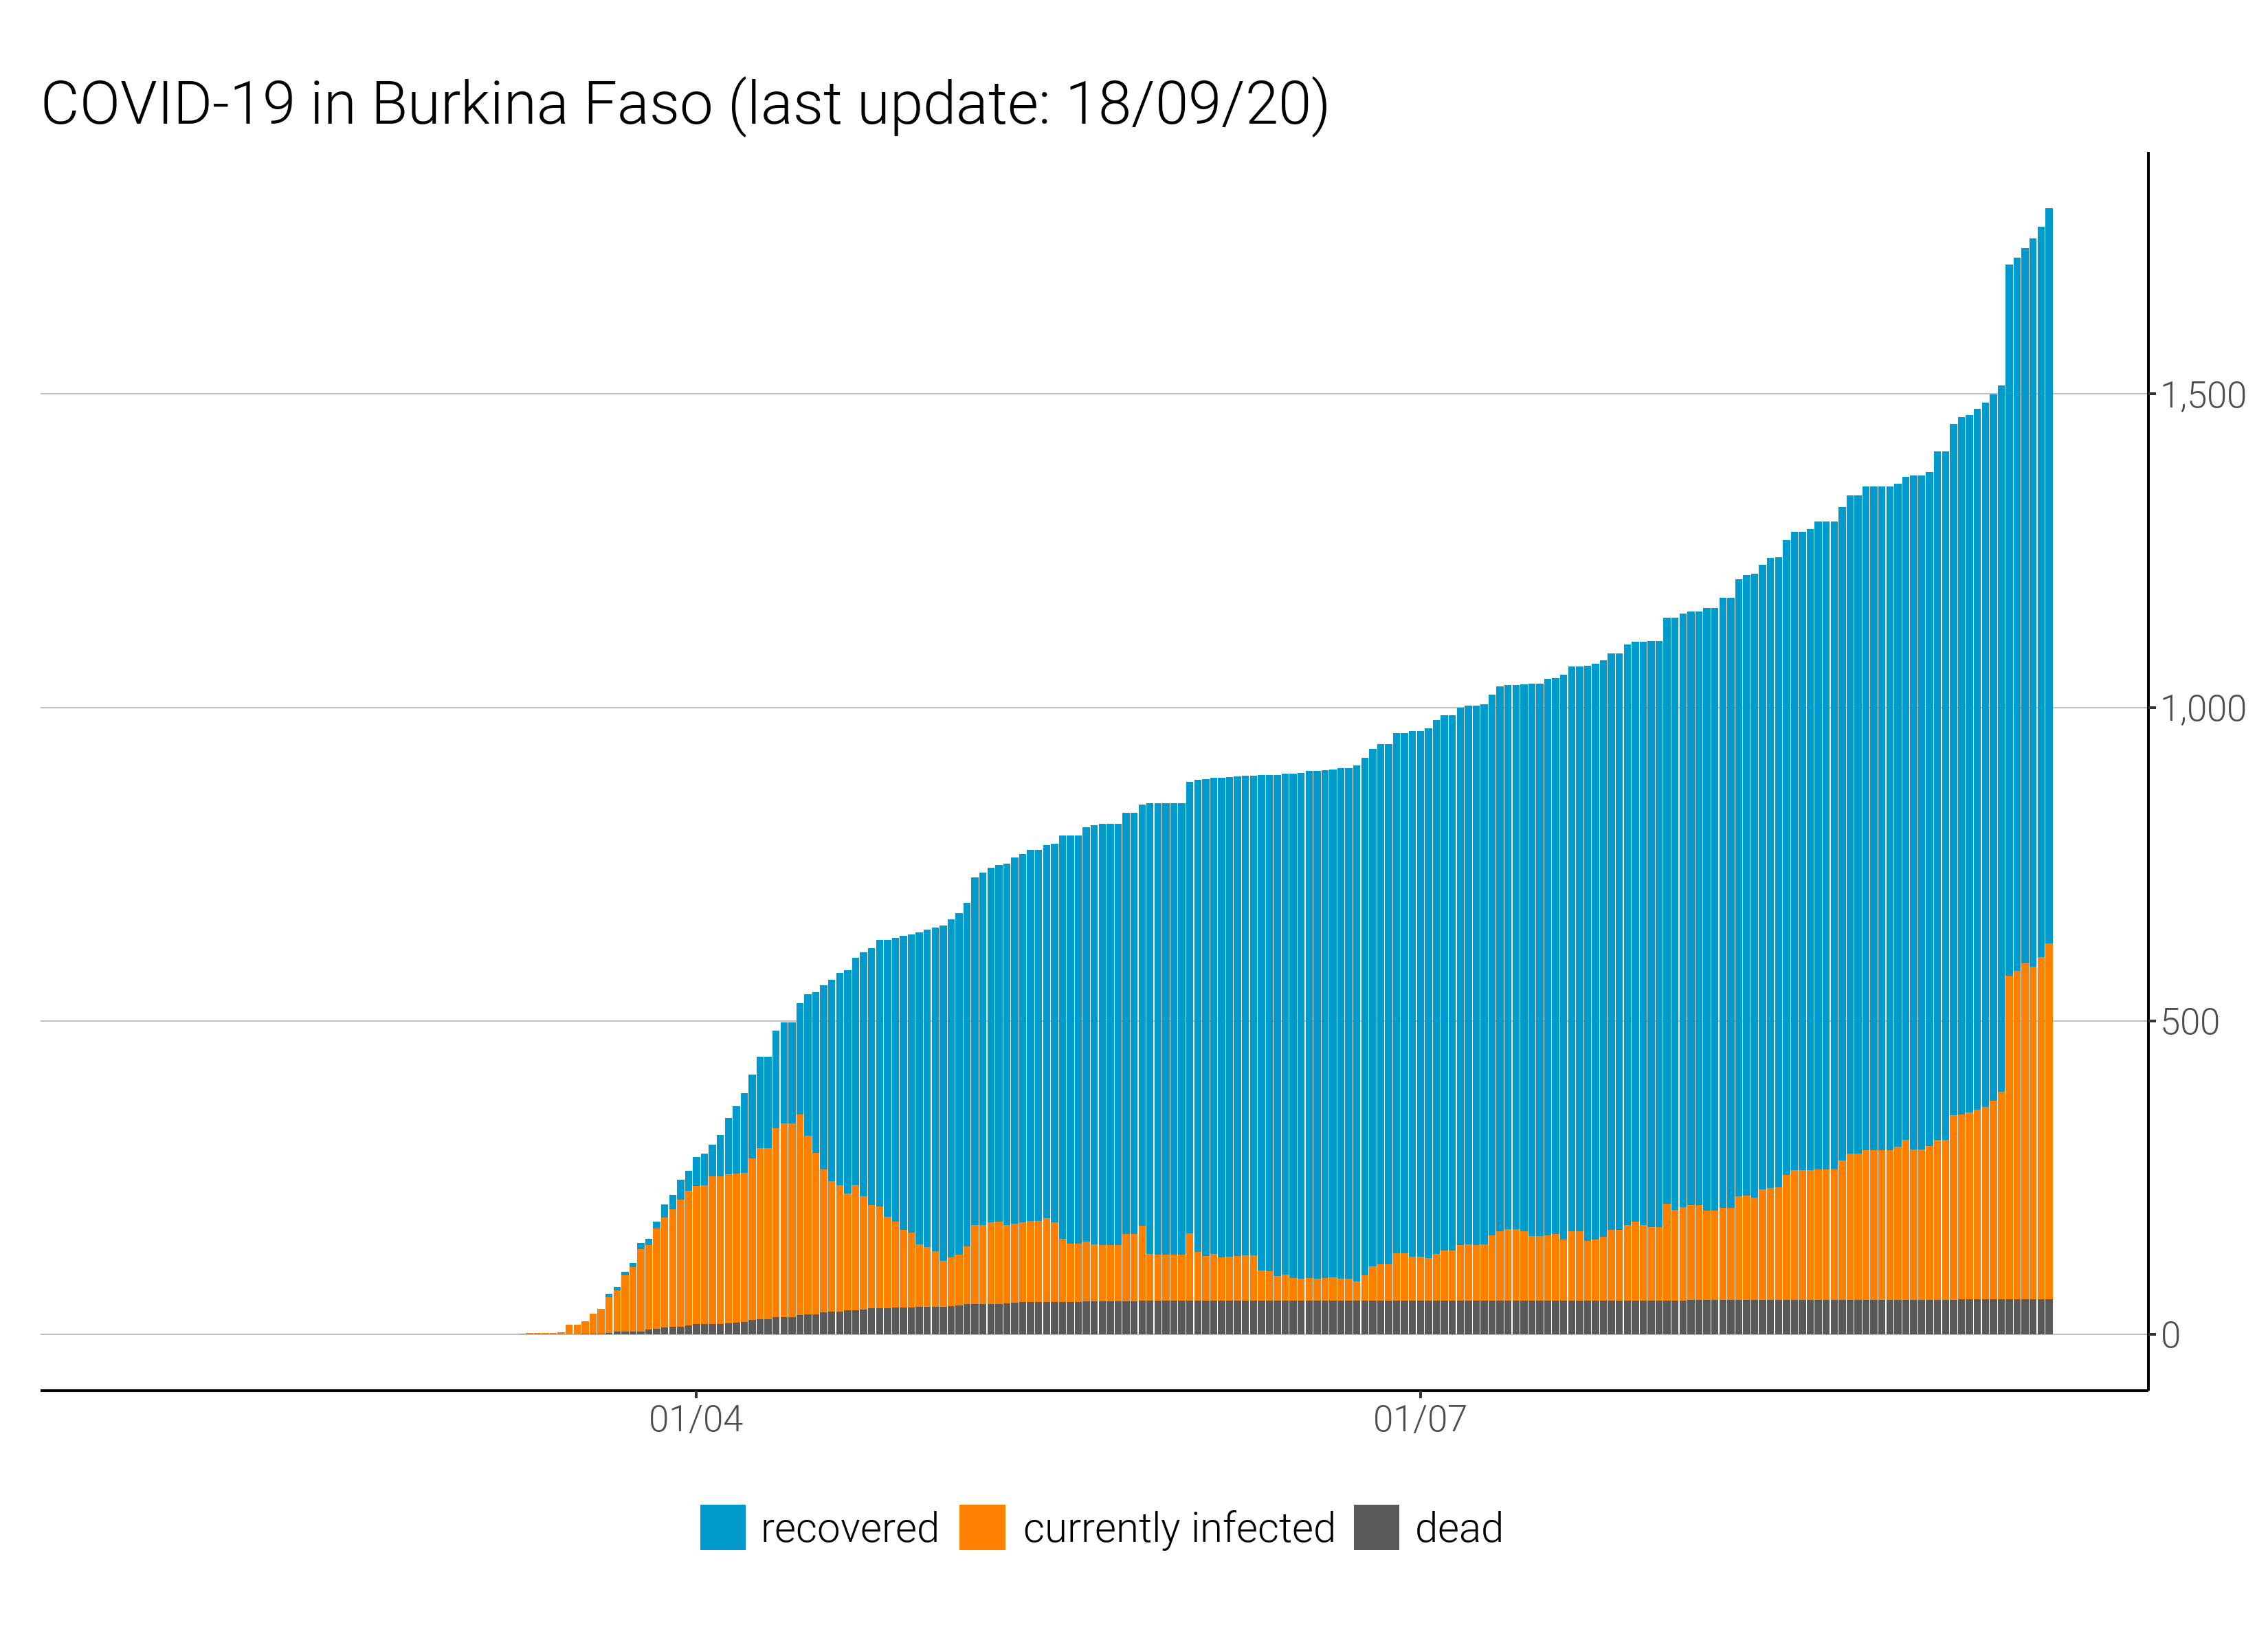 COVID-19 in Burkina Faso (last update: 18/09/20)
1,500
1,000
500
0
01/04 01/07
recovered currently infected dead